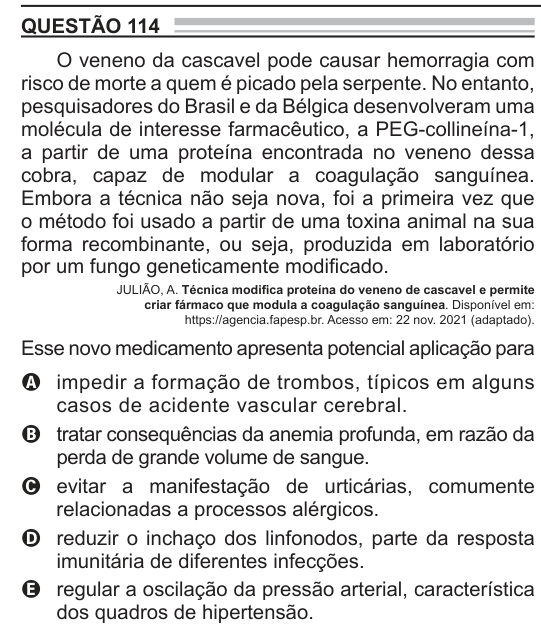 QUESTÃO 114
O veneno da cascavel pode causar hemorragia com
risco de morte a quem é picado pela serpente. No entanto,
pesquisadores do Brasil e da Bélgica desenvolveram uma
molécula de interesse farmacêutico, a PEG-collineína-1,
a partir de uma proteína encontrada no veneno dessa
cobra, capaz de modular a coagulação sanguínea.
Embora a técnica não seja nova, foi a primeira vez que
o método foi usado a partir de uma toxina animal na sua
forma recombinante, ou seja, produzida em laboratório
por um fungo geneticamente modificado.
JULIÃO, A. Técnica modifica proteína do veneno de cascavel e permite
criar fármaco que modula a coagulação sanguínea. Disponível em:
https://agencia.fapesp.br. Acesso em: 22 nov. 2021 (adaptado).
Esse novo medicamento apresenta potencial aplicação para
A impedir a formação de trombos, típicos em alguns
casos de acidente vascular cerebral.
B tratar consequências da anemia profunda, em razão da
perda de grande volume de sangue.
C evitar a manifestação de urticárias, comumente
relacionadas a processos alérgicos.
D reduzir o inchaço dos linfonodos, parte da resposta
imunitária de diferentes infecções.
E regular a oscilação da pressão arterial, característica
dos quadros de hipertensão.